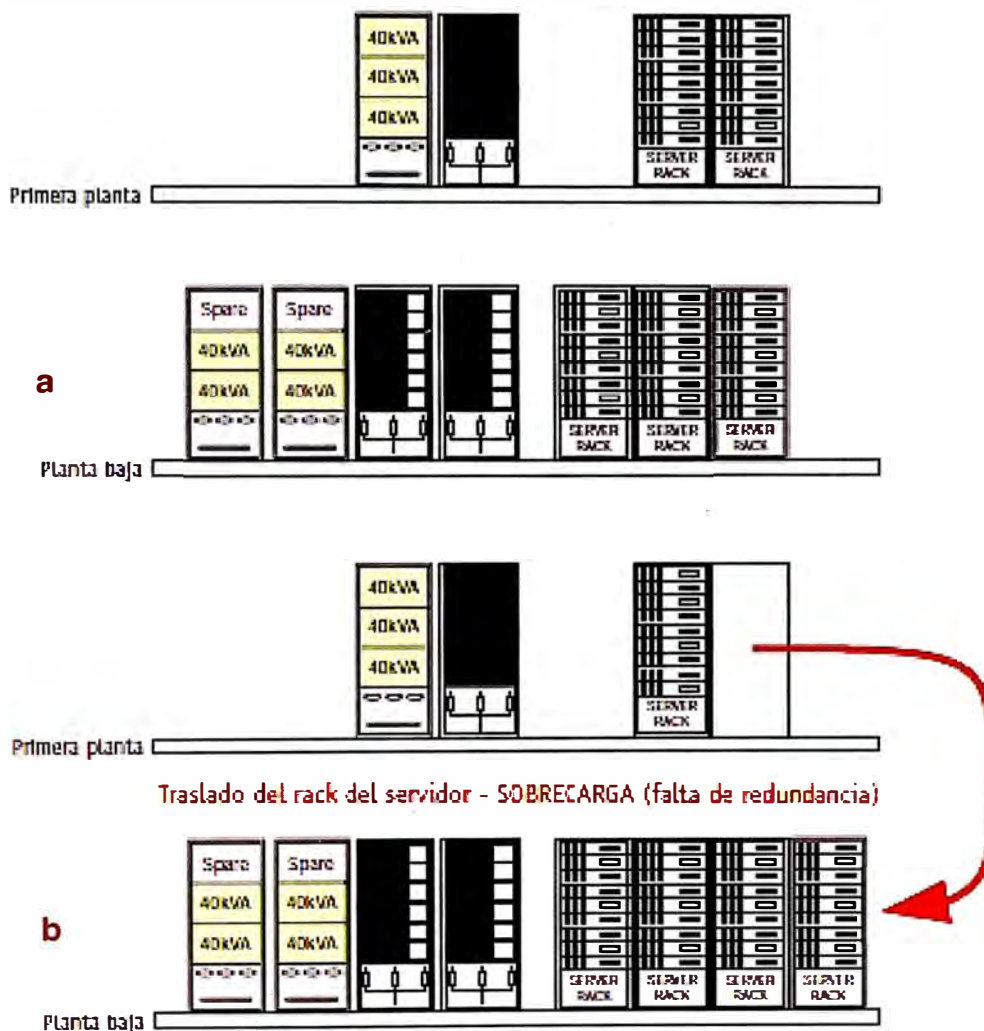 40kVA
40kVA
40kVA
SERVER RACK SERVER RACK
Primera planta
Spare Spare
40kVA 40kVA
40kVA 40kVA
a
SERVER RACK SERVER RACK SERVER RACK
Planta baja
40kVA
40kVA
40kVA
SERVER RACK
Primera planta
Traslado del rack del servidor - SOBRECARGA (falta de redundancia)
Spare Spare
40kVA 40kVA
40kVA 40kVA
b
SERVER RACK SERVER RACK SERVER RACK SERVER RACK
Planta baja